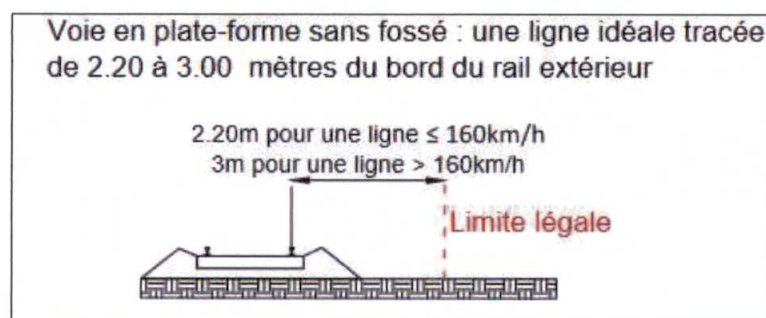 Voie en plate-forme sans fossé : une ligne idéale tracée
de 2.20 à 3.00 mètres du bord du rail extérieur
2.20m pour une ligne ≤ 160km/h
3m pour une ligne > 160km/h
Limite légale